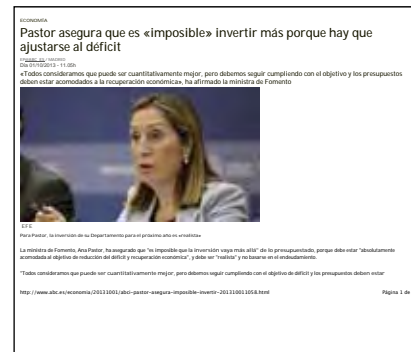 ECONOMÍA
Pastor asegura que es «imposible» invertir más porque hay que
ajustarse al déficit
/ MADRID
Día 01/10/2013 - 11.05h
«Todos consideramos que puede ser cuantitativamente mejor, pero debemos seguir cumpliendo con el objetivo y los presupuestos
deben estar acomodados a la recuperación económica», ha afirmado la ministra de Fomento
EFE
Para Pastor, la inversión de su Departamento para el próximo año es «realista»
La ministra de Fomento, Ana Pastor, ha asegurado que "es imposible que la inversión vaya más allá" de lo presupuestado, porque debe estar "absolutamente
acomodada al objetivo de reducción del déficit y recuperación económica", y debe ser "realista" y no basarse en el endeudamiento.
"Todos consideramos que puede ser cuantitativamente mejor, pero debemos seguir cumpliendo con el objetivo de déficit y los presupuestos deben estar
http://www.abc.es/economia/20131001/abci-pastor-asegura-imposible-invertir-201310011058.html
Página 1 de